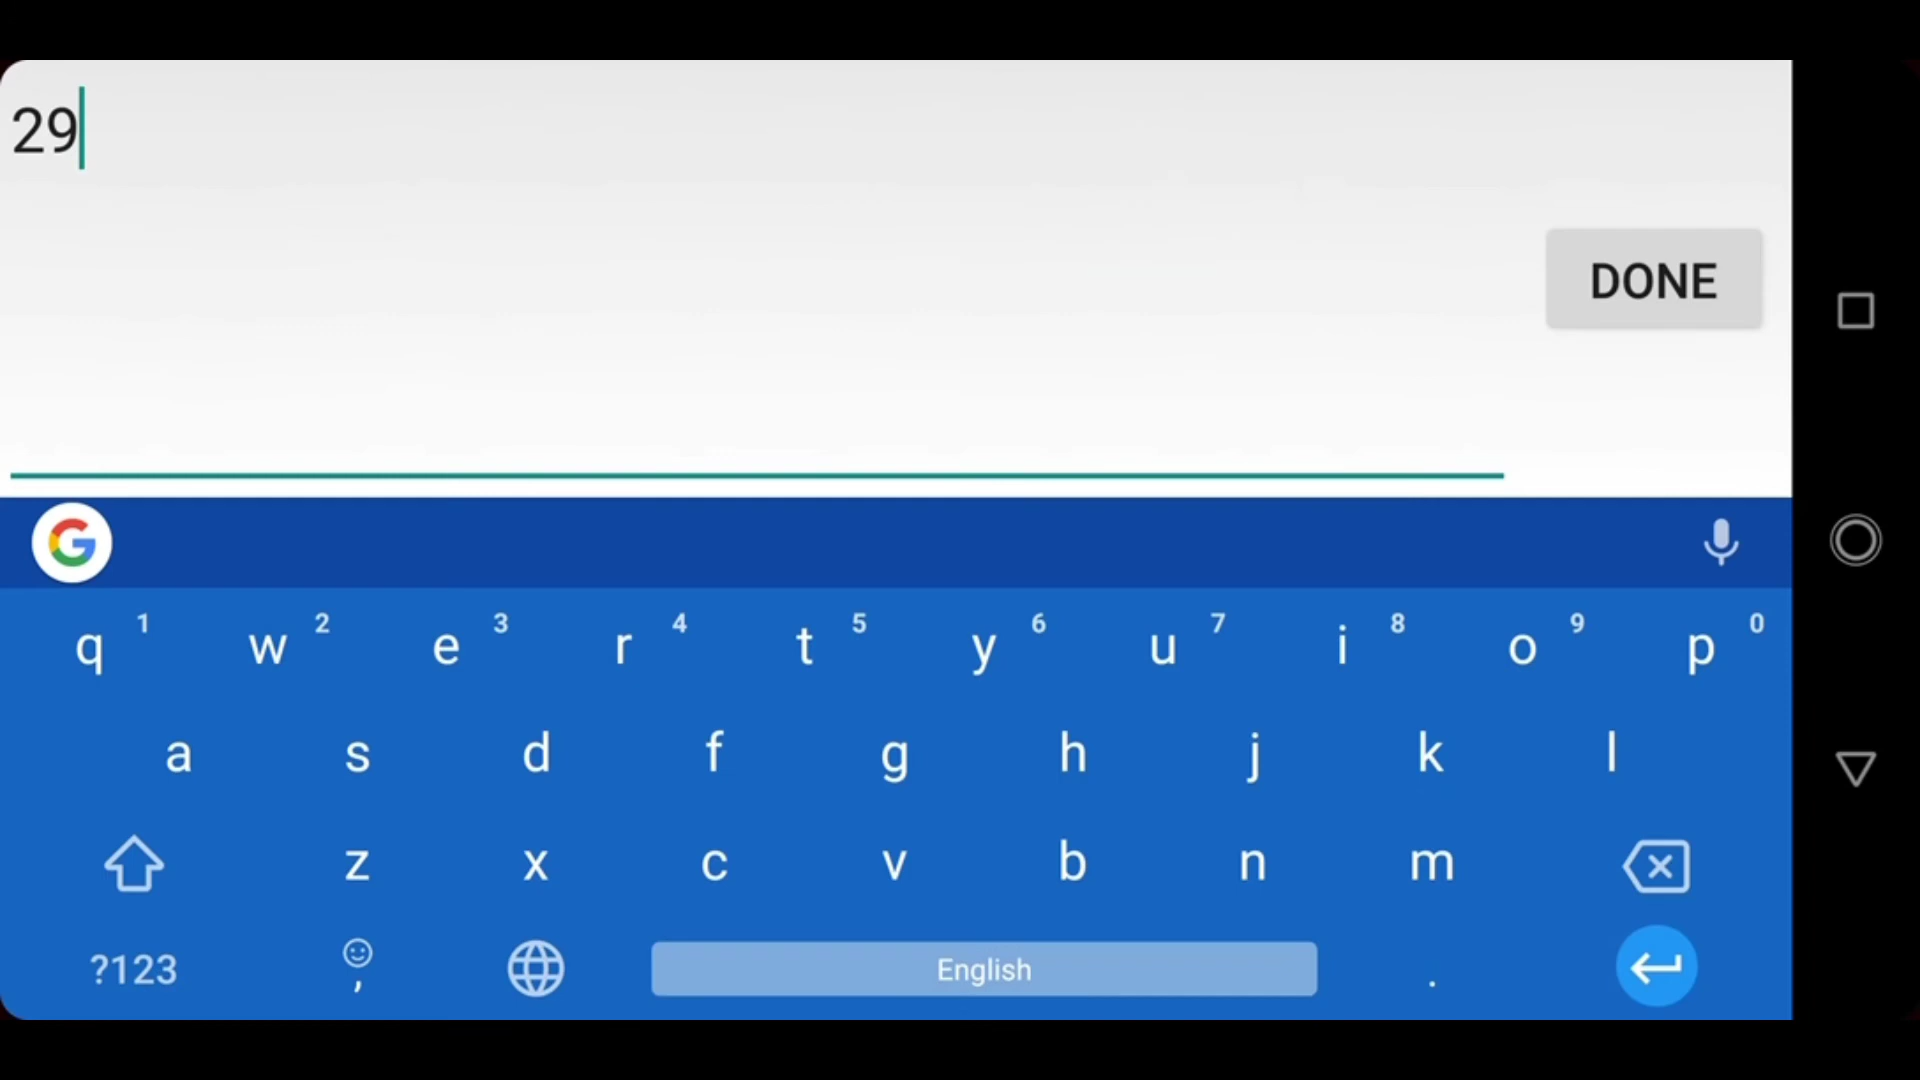 29
DONE
q 1 w 2 e 3 r 4 t 5 y 6 u 7 i 8 o 9 p 0
a s d f g h j k l
z x c v b n m
?123 , English .